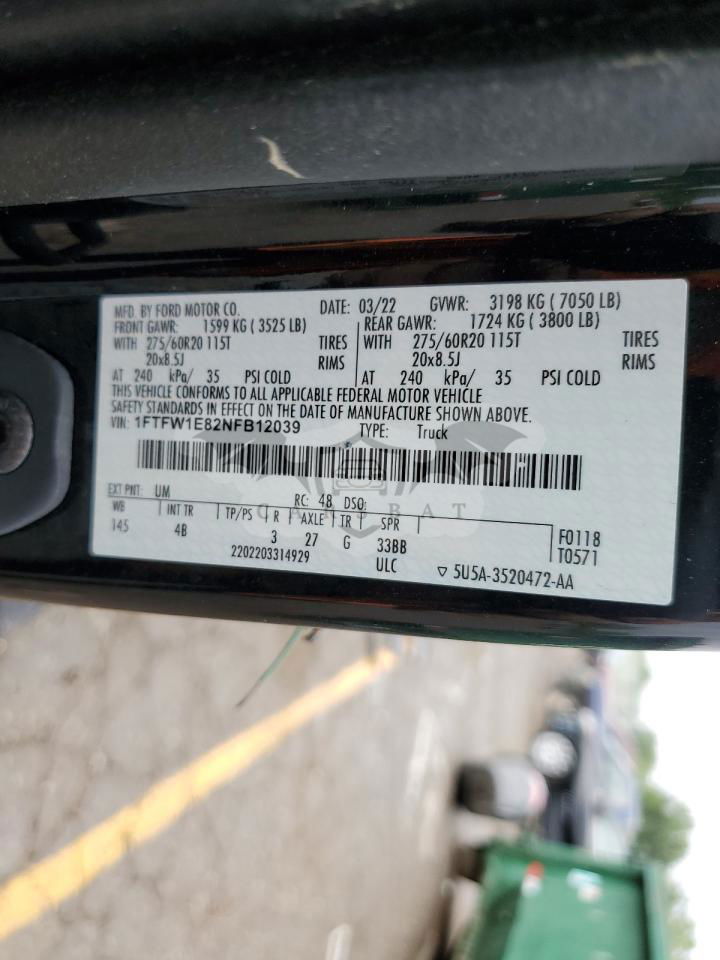 MFD. BY FORD MOTOR CO. DATE: 03/22 GVWR: 3198 KG ( 7050 LB)
FRONT GAWR: 1599 KG ( 3525 LB) REAR GAWR: 1724 KG ( 3800 LB)
WITH 275/60R20 115T TIRES WITH 275/60R20 115T TIRES
20x8.5J RIMS 20x8.5J RIMS
AT 240 kPa/ 35 PSI COLD AT 240 kPa/ 35 PSI COLD
THIS VEHICLE CONFORMS TO ALL APPLICABLE FEDERAL MOTOR VEHICLE
SAFETY STANDARDS IN EFFECT ON THE DATE OF MANUFACTURE SHOWN ABOVE.
VIN: 1FTFW1E82NFB12039 TYPE: Truck
EXT PNT: UM RC: 48 DSO:
WB INT TR TP/PS R AXLE TR SPR
145 4B 3 27 G 33BB F0118
2202203314929 ULC T0571
▽ 5U5A-3520472-AA